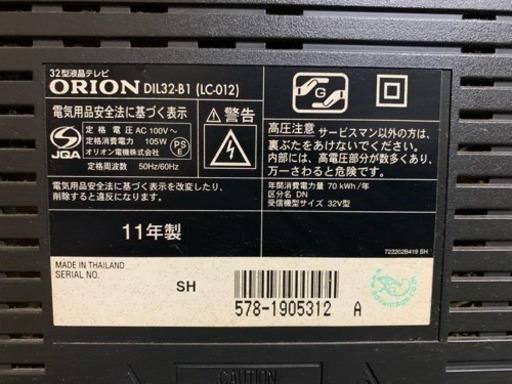 32型液晶テレビ
ORION DIL32-B1 (LC-012)
電気用品安全法に基づく表示
定格電圧 AC 100V~
定格消費電力 105W
オリオン電機株式会社
定格周波数 50Hz/60Hz
JQA
PS
E
電気用品安全法に基づく表示を改変したり、
削除すると違反になります。
警告
G
高圧注意 サービスマン以外の方は、
裏ぶたをあけないでください。
内部には、高電圧部分が数多くあり、
万一さわると危険です。
年間消費電力量 70 kWh/年
区分名 DN
受信機型サイズ 32V型
11年製
722202B419 SH
MADE IN THAILAND
SERIAL NO.
SH
578-1905312 A
CAUTION